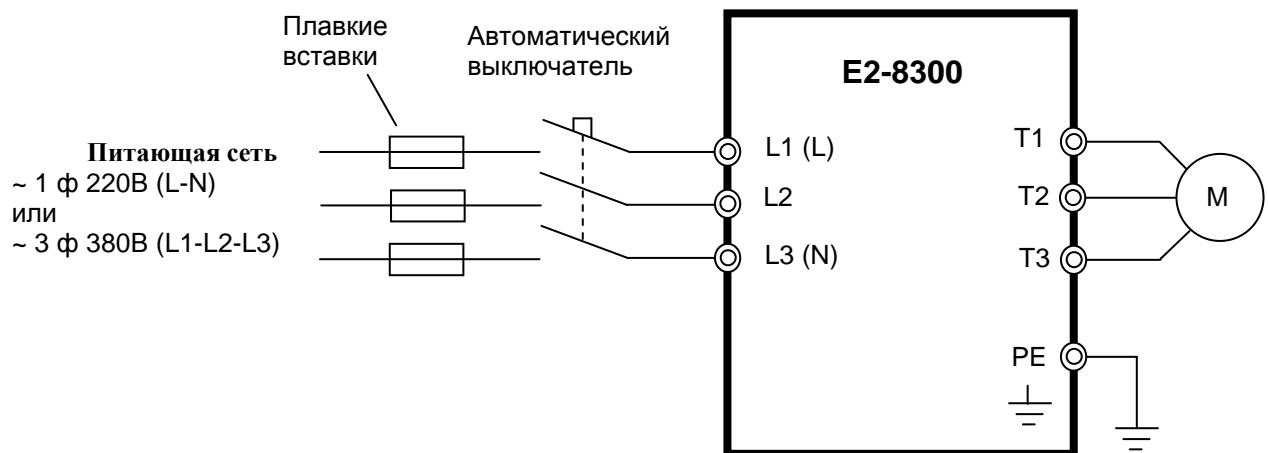 Плавкие
вставки
Автоматический
выключатель
E2-8300
Питающая сеть
~ 1 ф 220В (L-N)
или
~ 3 ф 380В (L1-L2-L3)
L1 (L)
L2
L3 (N)
T1
T2
T3
M
PE